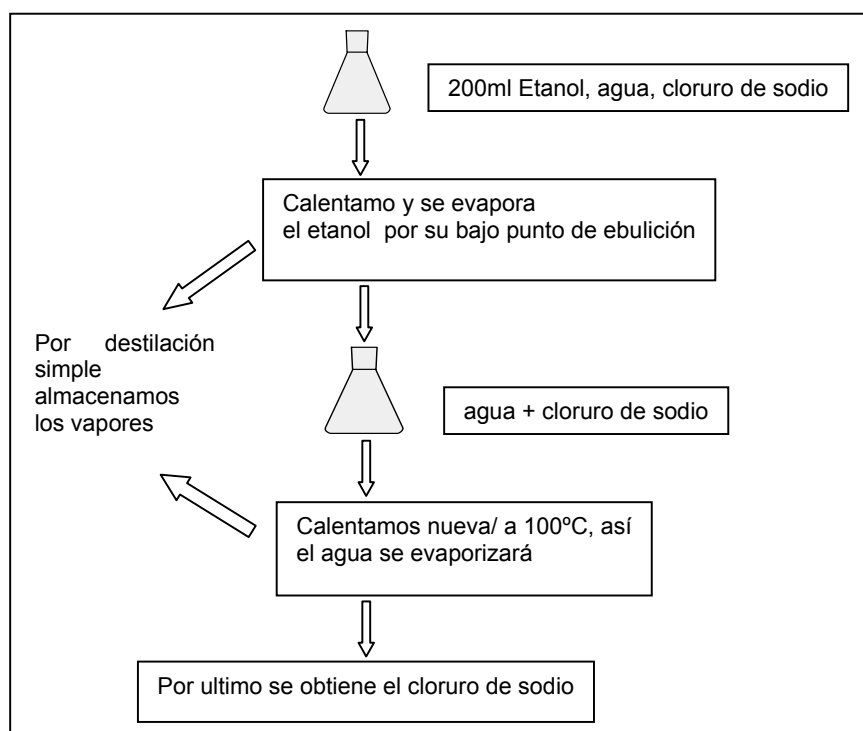 200ml Etanol, agua, cloruro de sodio
Calentamo y se evapora
el etanol por su bajo punto de ebulición
Por destilación
simple
almacenamos
los vapores
agua + cloruro de sodio
Calentamos nueva/ a 100ºC, así
el agua se evaporizará
Por ultimo se obtiene el cloruro de sodio